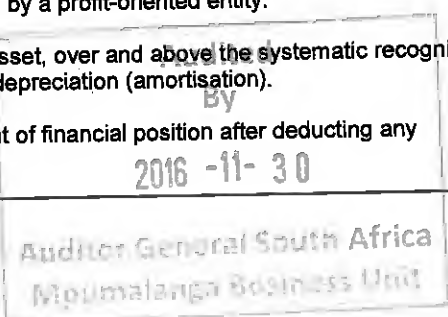 by a profit-oriented entity.
sset, over and above the systematic recogni
depreciation (amortisation).
Audited
By
t of financial position after deducting any
2016 -11- 30
Auditor General South Africa
Mpumalanga Business Unit